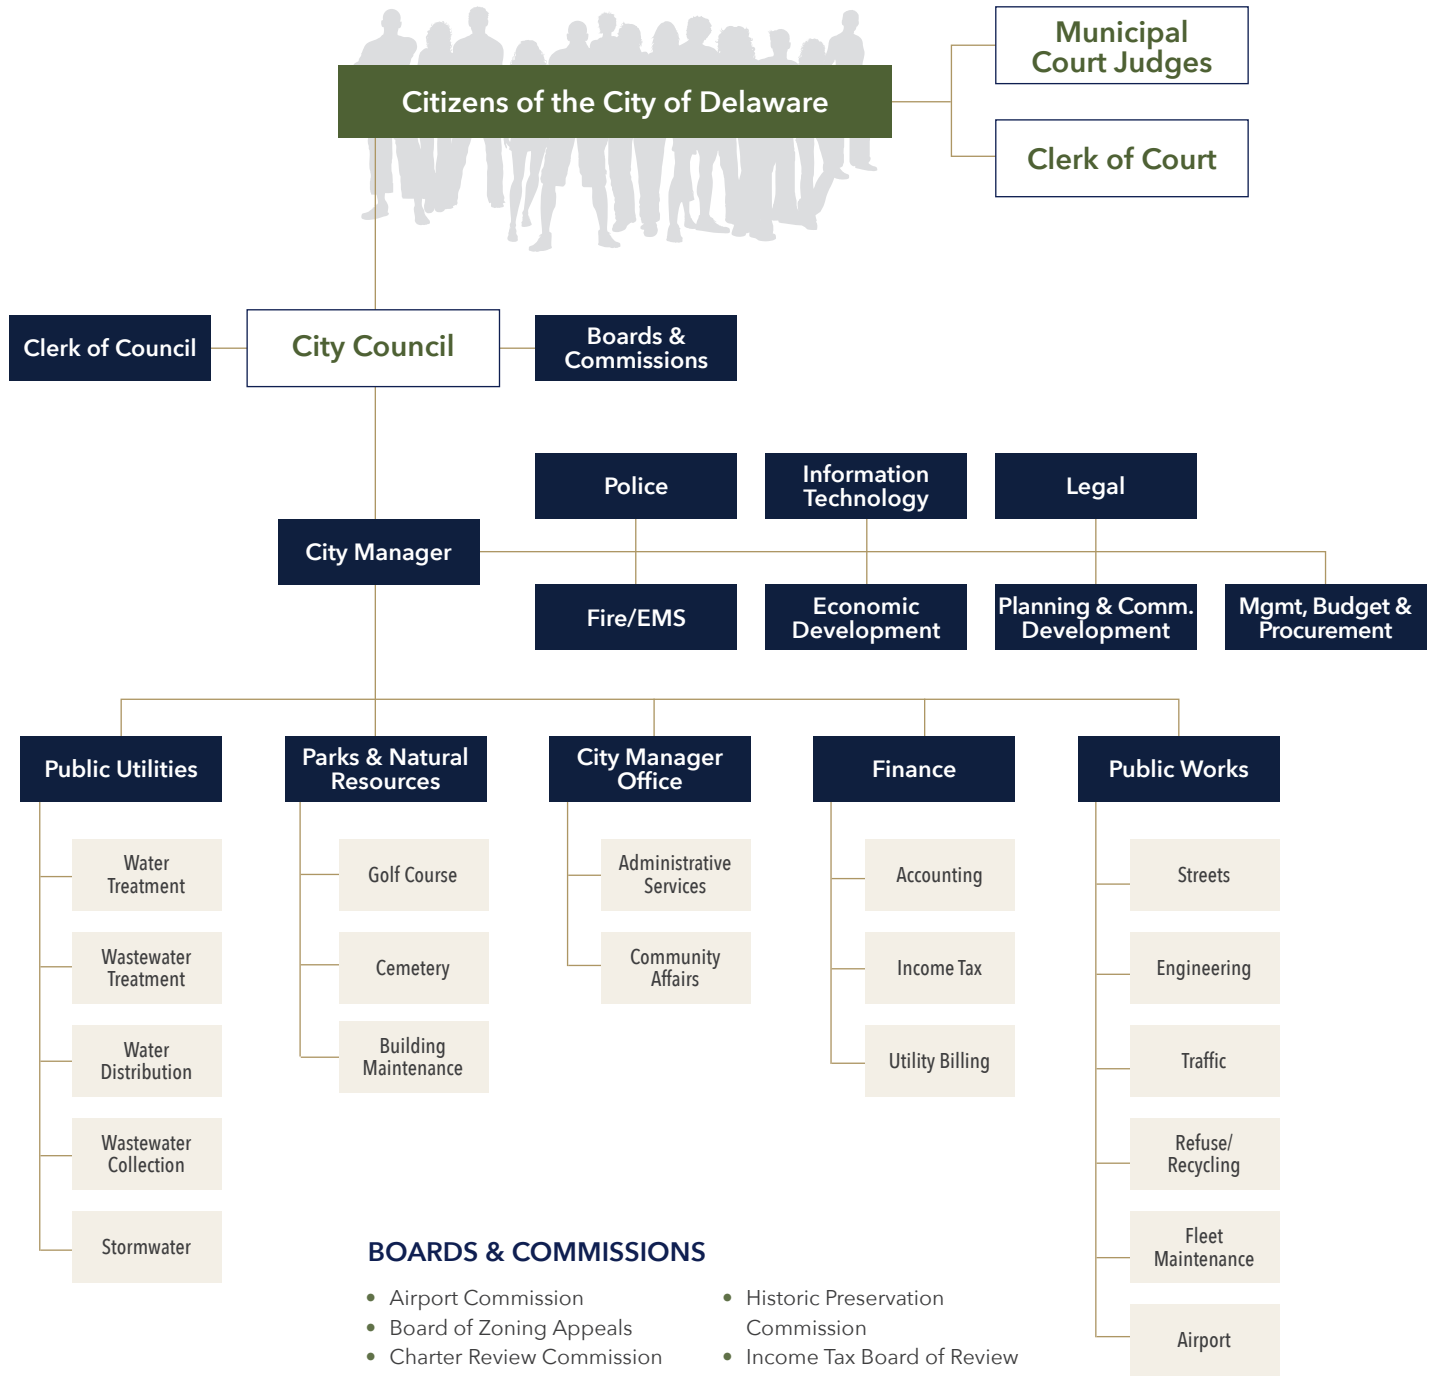 Citizens of the City of Delaware
Municipal
Court Judges
Clerk of Court
Clerk of Council
City Council
Boards &
Commissions
Police
Information
Technology
Legal
City Manager
Fire/EMS
Economic
Development
Planning & Comm.
Development
Mgmt, Budget &
Procurement
Public Utilities
Water
Treatment
Wastewater
Treatment
Water
Distribution
Wastewater
Collection
Stormwater
Parks & Natural
Resources
Golf Course
Cemetery
Building
Maintenance
City Manager
Office
Administrative
Services
Community
Affairs
Finance
Accounting
Income Tax
Utility Billing
Public Works
Streets
Engineering
Traffic
Refuse/
Recycling
Fleet
Maintenance
Airport
BOARDS & COMMISSIONS
• Airport Commission
• Board of Zoning Appeals
• Charter Review Commission
• Historic Preservation
Commission
• Income Tax Board of Review